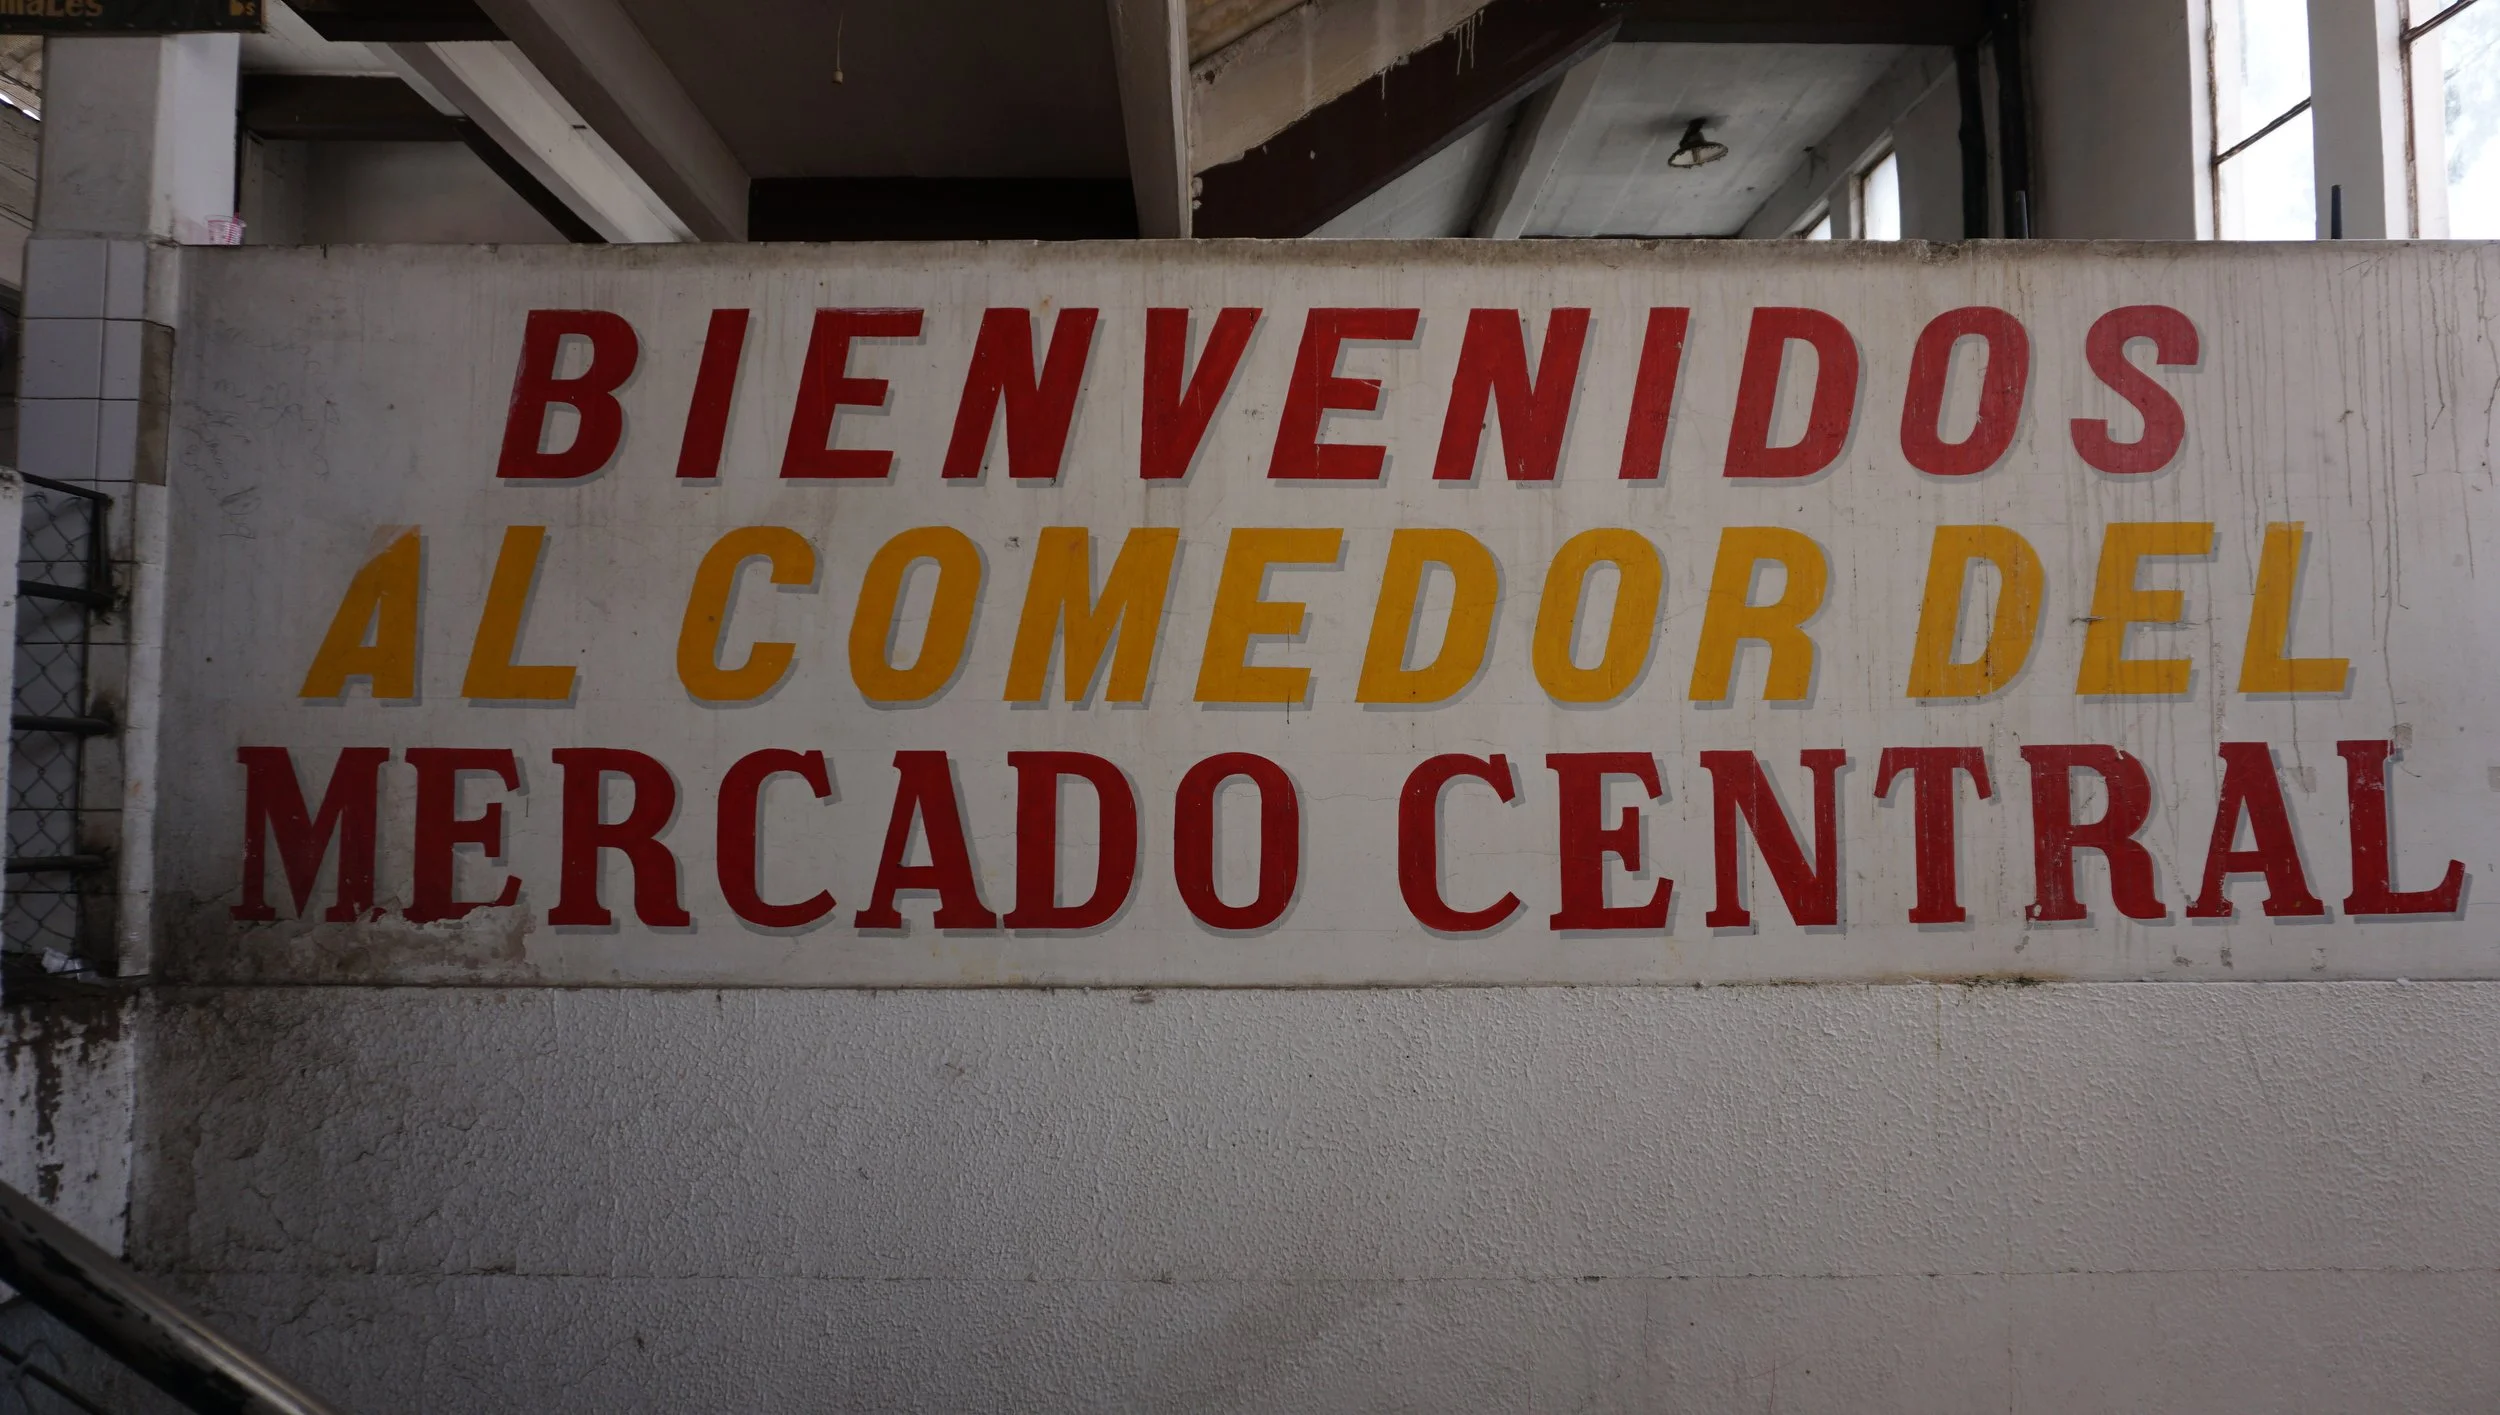 BIENVENIDOS
AL COMEDOR DEL
MERCADO CENTRAL